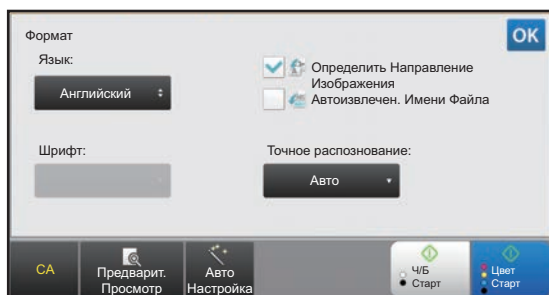 Формат
OK
Язык:
Английский
Определить Направление
Изображения
Автоизвлечен. Имени Файла
Шрифт:
Точное распознование:
Авто
CA
Предварит.
Просмотр
Авто
Настройка
Ч/Б
Старт
Цвет
Старт